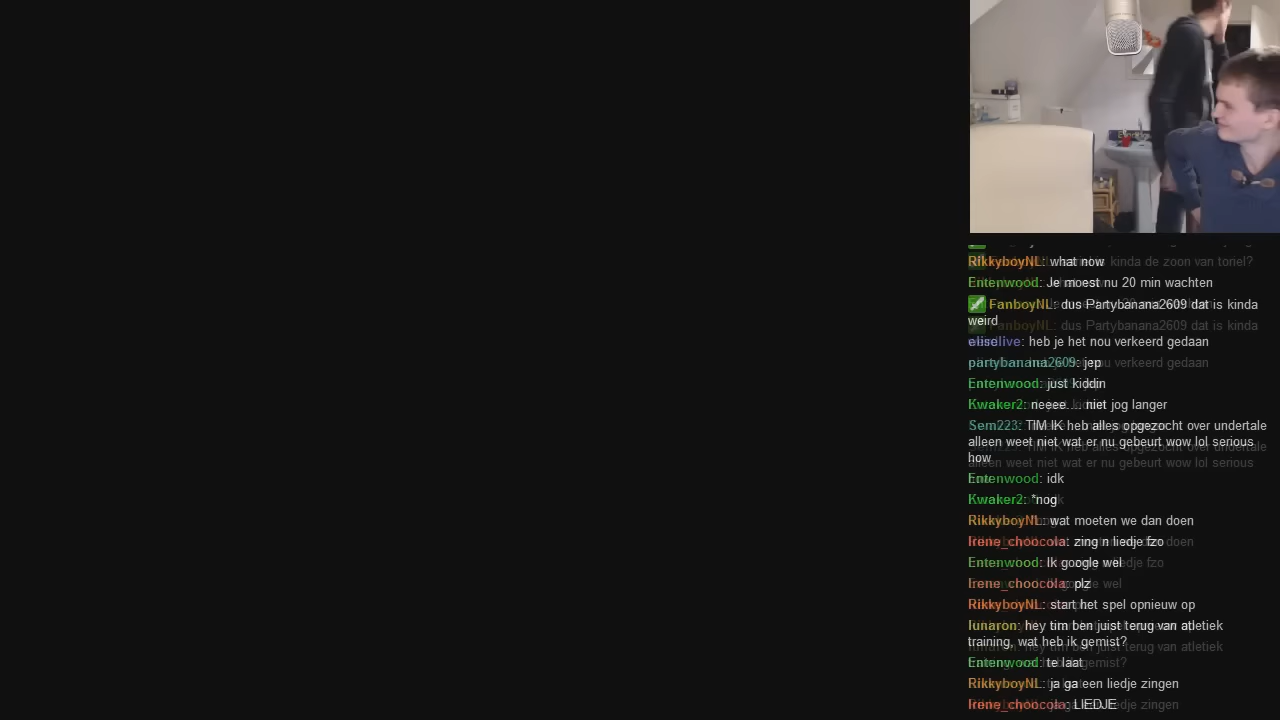 RikkyboyNL: what now
Entenwood: Je moest nu 20 min wachten
FanboyNL: dus Partybanana2609 dat is kinda
weird
eliselive: heb je het nou verkeerd gedaan
partybanana2609: jep
Entenwood: just kiddin
Kwaker2: neeee.... niet jog langer
Semzz3: TIM IK heb alles opgezocht over undertale
alleen weet niet wat er nu gebeurt wow lol serious
how
Entenwood: idk
Kwaker2: *nog
RikkyboyNL: wat moeten we dan doen
Irene_choocola: zing n liedje fzo
Entenwood: Ik google wel
Irene_choocola: plz
RikkyboyNL: start het spel opnieuw op
lunaron: hey tim ben juist terug van atletiek
training, wat heb ik gemist?
Entenwood: te laat
RikkyboyNL: ja ga een liedje zingen
Irene_choocola: LIEDJE